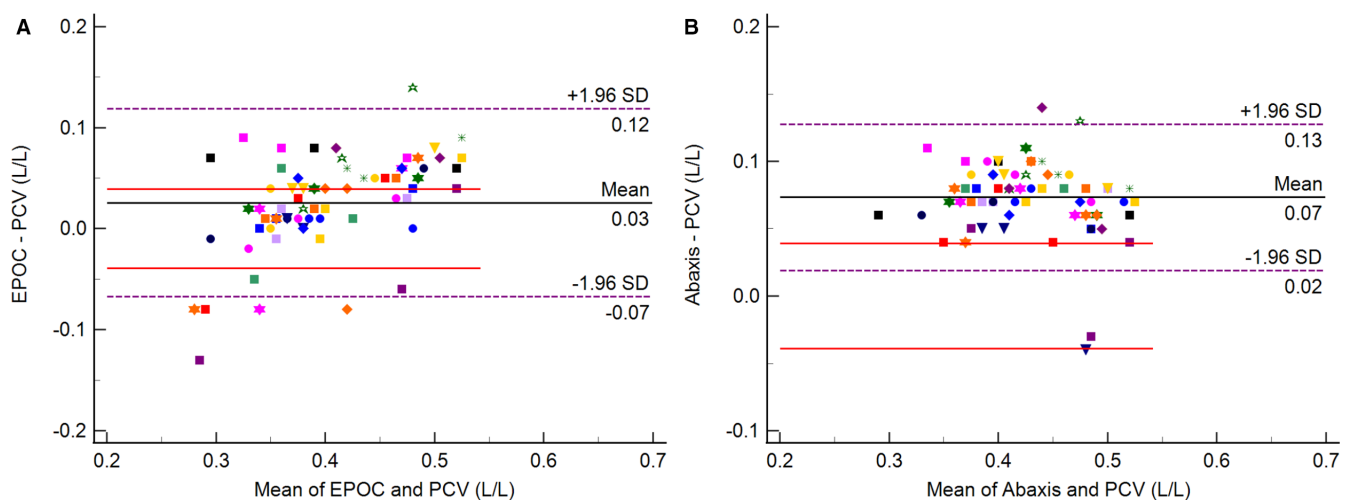 A
0.2
0.1
0.0
-0.1
-0.2
EPOC - PCV (L/L)
+1.96 SD
0.12
Mean
0.03
-1.96 SD
-0.07
0.2 0.3 0.4 0.5 0.6 0.7
Mean of EPOC and PCV (L/L)
B
0.2
0.1
0.0
-0.1
Abaxis - PCV (L/L)
+1.96 SD
0.13
Mean
0.07
-1.96 SD
0.02
0.2 0.3 0.4 0.5 0.6 0.7
Mean of Abaxis and PCV (L/L)